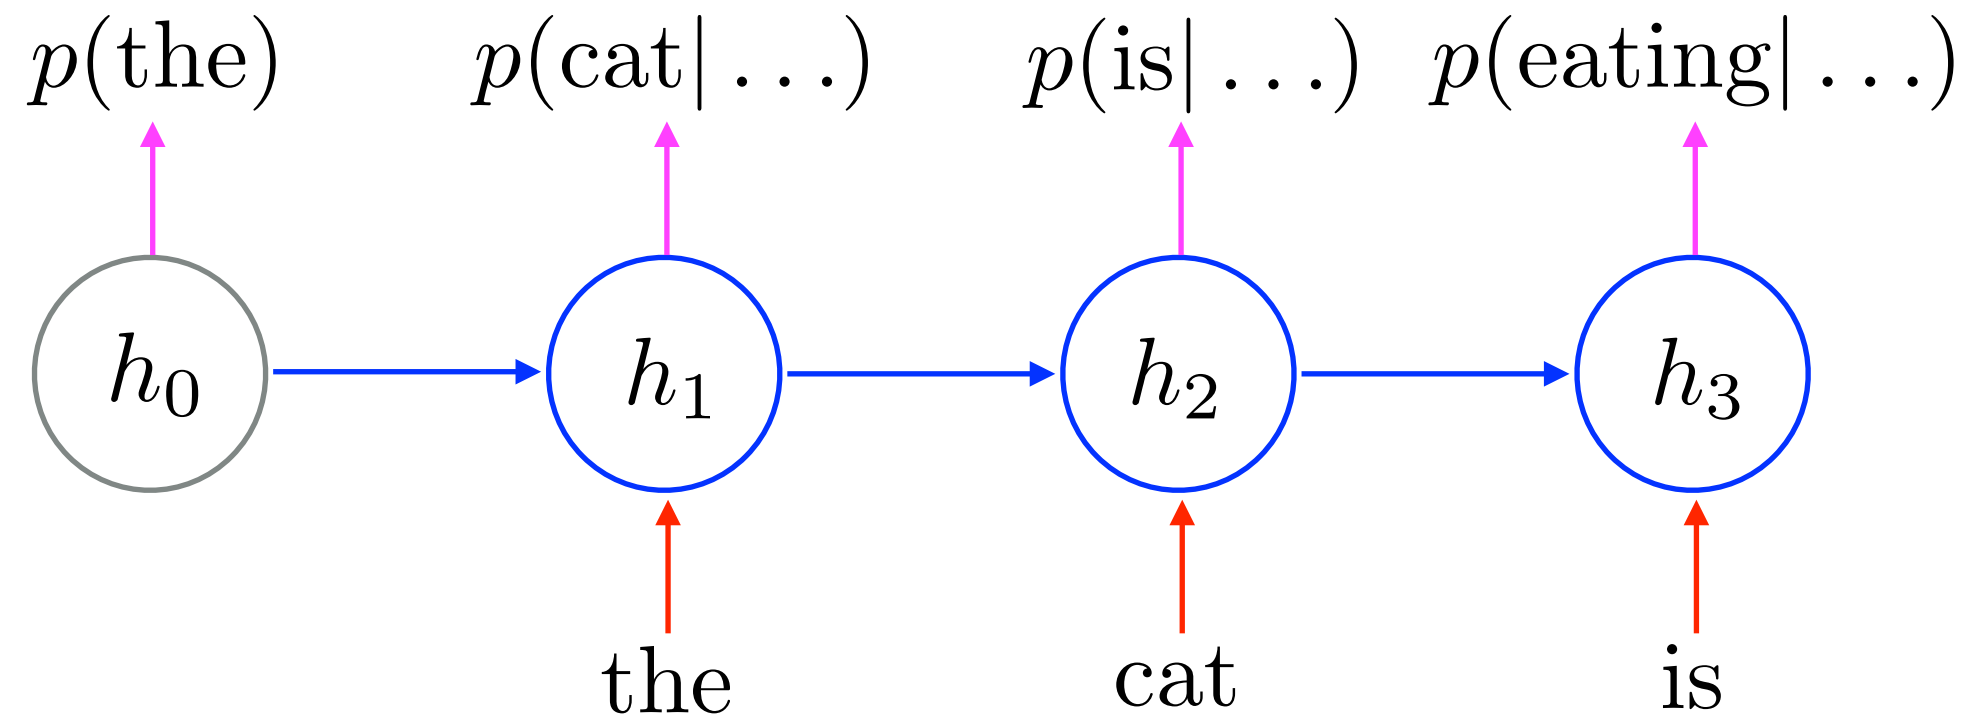 p(the) p(cat| . . .) p(is| . . .) p(eating| . . .)
h₀ h₁ h₂ h₃
the cat is